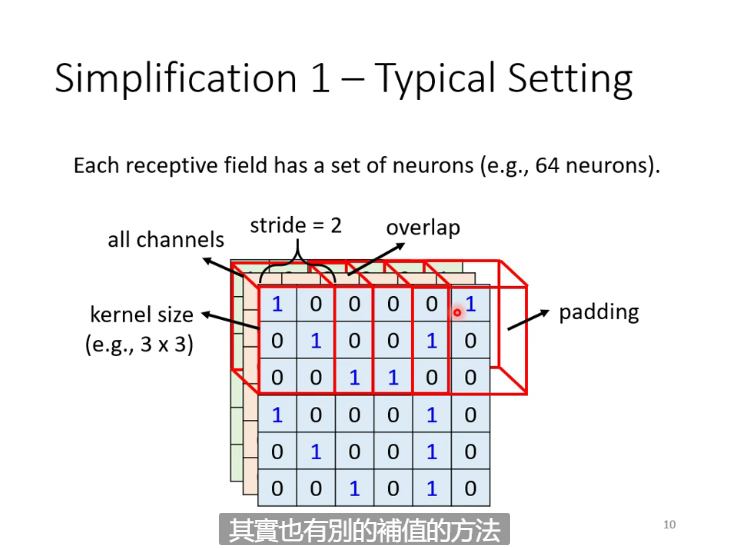 Simplification 1 – Typical Setting
Each receptive field has a set of neurons (e.g., 64 neurons).
stride = 2
overlap
all channels
kernel size
(e.g., 3 x 3)
padding
1 0 0 0 0 1
0 1 0 0 1 0
0 0 1 1 0 0
1 0 0 0 1 0
0 1 0 0 1 0
0 0 1 0 1 0
其實也有別的補值的方法
10